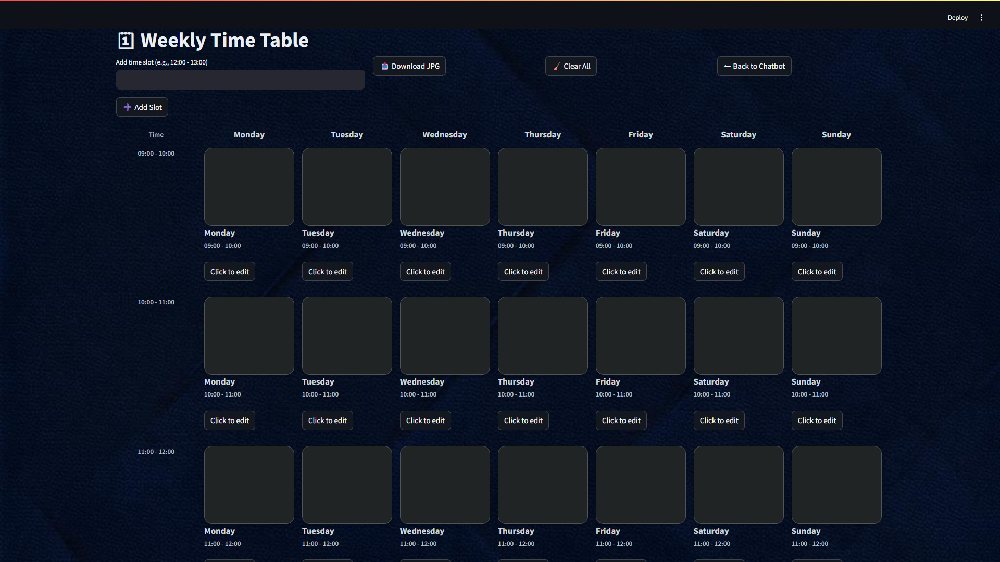 Deploy
Weekly Time Table
Add time slot (e.g., 12:00 - 13:00)
Download JPG
Clear All
← Back to Chatbot
Add Slot
Time Monday Tuesday Wednesday Thursday Friday Saturday Sunday
09:00 - 10:00
Monday Tuesday Wednesday Thursday Friday Saturday Sunday
09:00 - 10:00 09:00 - 10:00 09:00 - 10:00 09:00 - 10:00 09:00 - 10:00 09:00 - 10:00 09:00 - 10:00
Click to edit Click to edit Click to edit Click to edit Click to edit Click to edit Click to edit
10:00 - 11:00
Monday Tuesday Wednesday Thursday Friday Saturday Sunday
10:00 - 11:00 10:00 - 11:00 10:00 - 11:00 10:00 - 11:00 10:00 - 11:00 10:00 - 11:00 10:00 - 11:00
Click to edit Click to edit Click to edit Click to edit Click to edit Click to edit Click to edit
11:00 - 12:00
Monday Tuesday Wednesday Thursday Friday Saturday Sunday
11:00 - 12:00 11:00 - 12:00 11:00 - 12:00 11:00 - 12:00 11:00 - 12:00 11:00 - 12:00 11:00 - 12:00